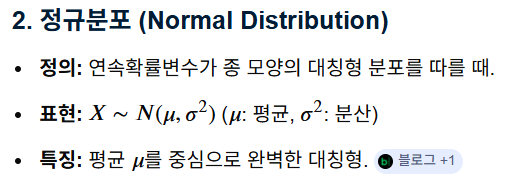 2. 정규분포 (Normal Distribution)
• 정의: 연속확률변수가 종 모양의 대칭형 분포를 따를 때.
• 표현: X ∼ N(μ, σ²) (μ: 평균, σ²: 분산)
• 특징: 평균 μ를 중심으로 완벽한 대칭형. b 블로그 +1